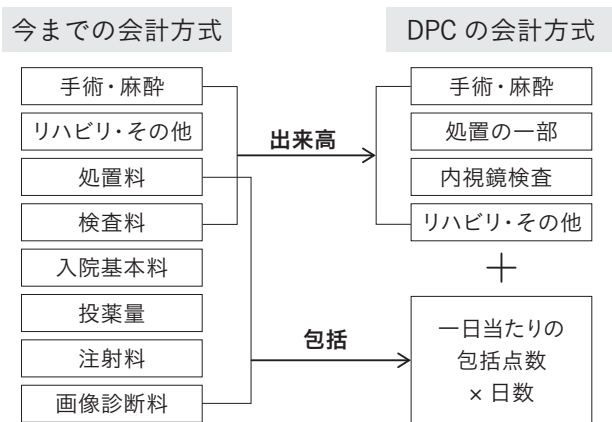 今までの会計方式
手術・麻酔
リハビリ・その他
処置料
検査料
入院基本料
投薬量
注射料
画像診断料
出来高
包括
DPC の会計方式
手術・麻酔
処置の一部
内視鏡検査
リハビリ・その他
＋
一日当たりの
包括点数
× 日数